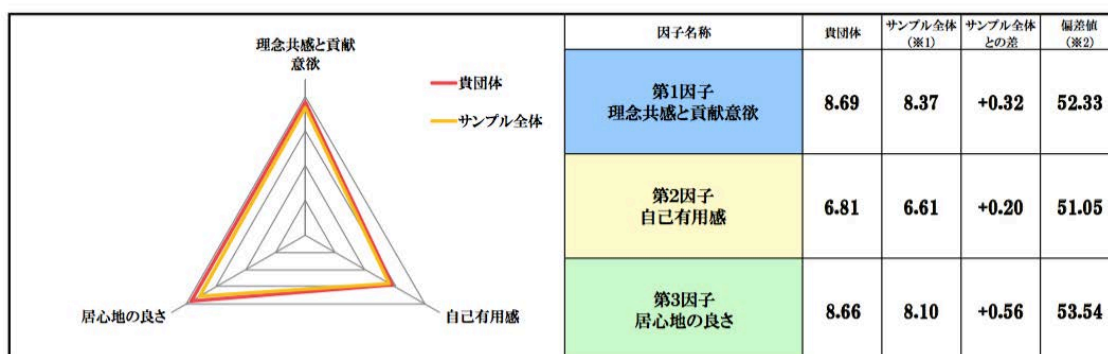 理念共感と貢献
意欲
貴団体
サンプル全体
居心地の良さ
自己有用感
因子名称
貴団体
サンプル全体
(※1)
サンプル全体
との差
偏差値
(※2)
第1因子
理念共感と貢献意欲
8.69
8.37
+0.32
52.33
第2因子
自己有用感
6.81
6.61
+0.20
51.05
第3因子
居心地の良さ
8.66
8.10
+0.56
53.54